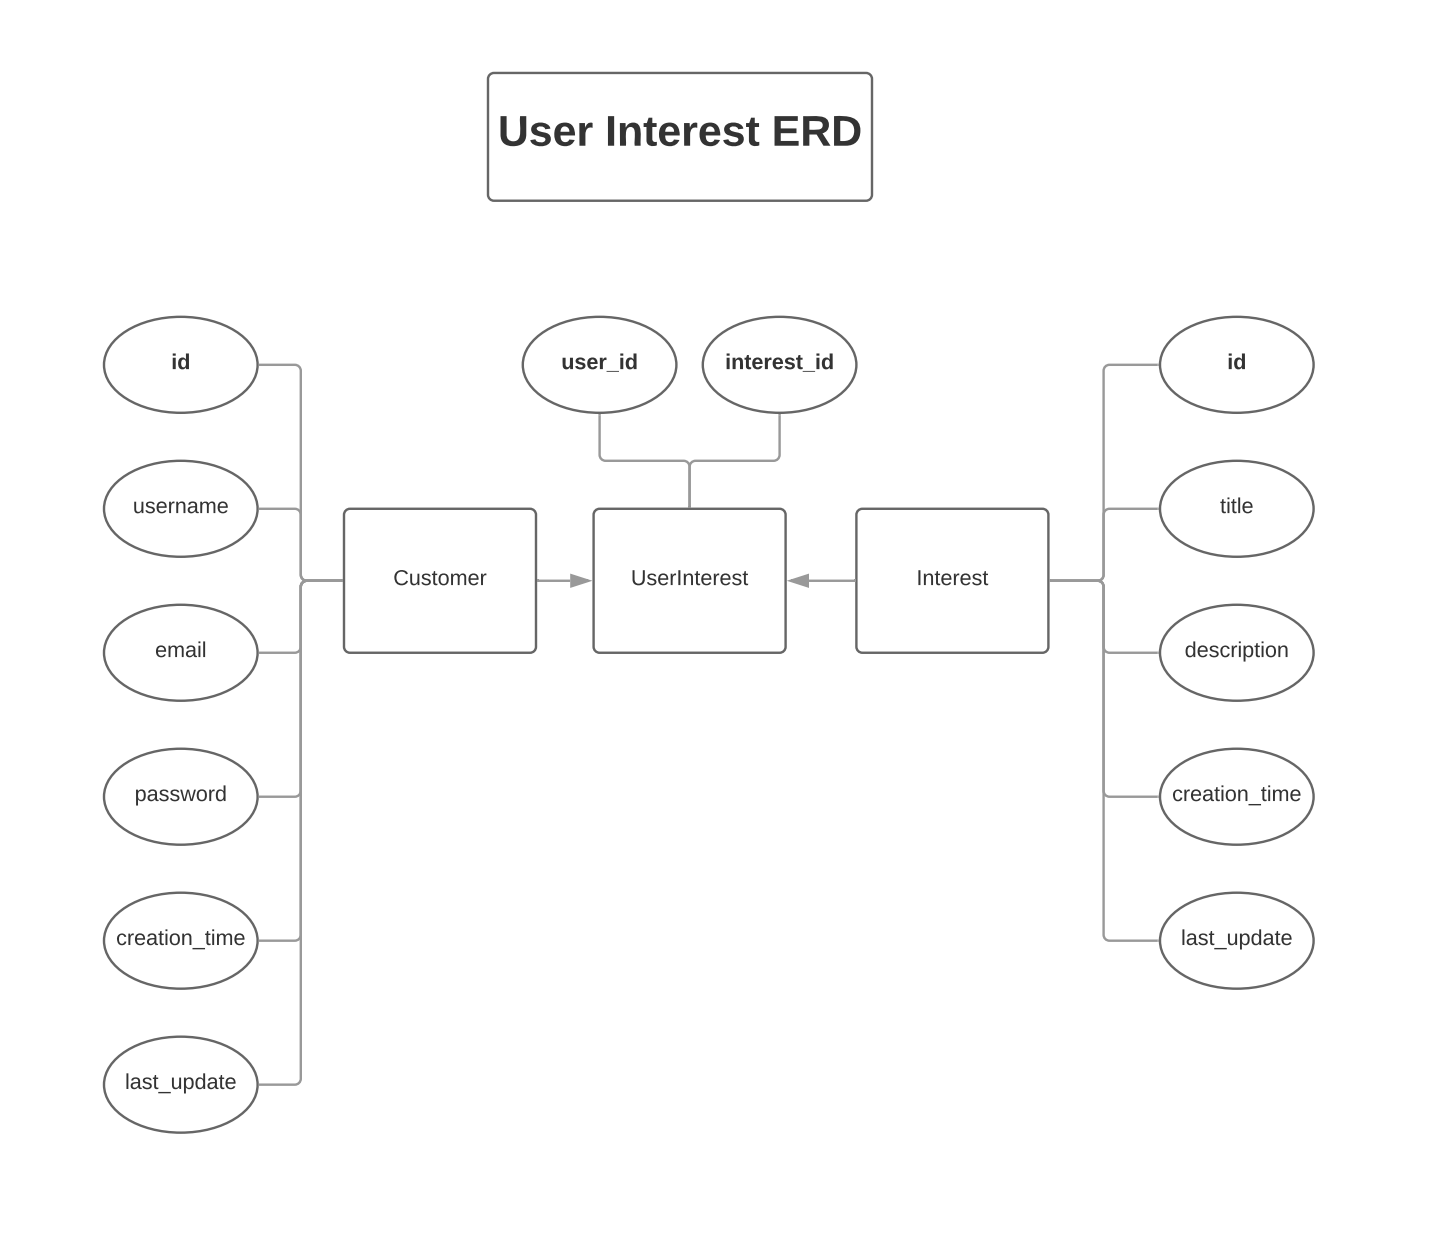 User Interest ERD
id
user_id
interest_id
id
username
title
Customer
UserInterest
Interest
email
description
password
creation_time
creation_time
last_update
last_update